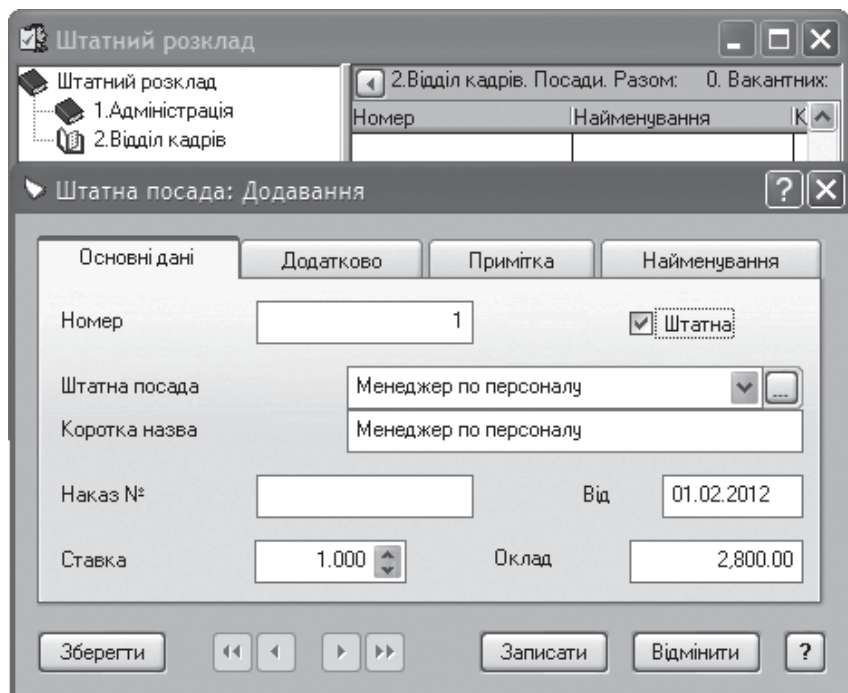 Штатний розклад
Штатний розклад
1.Адміністрація
2.Відділ кадрів
2.Відділ кадрів. Посади. Разом: 0. Вакантних:
Номер Найменування К
Штатна посада: Додавання
Основні дані Додатково Примітка Найменування
Номер 1 Штатна
Штатна посада Менеджер по персоналу ...
Коротка назва Менеджер по персоналу
Наказ № Від 01.02.2012
Ставка 1.000 Оклад 2,800.00
Зберегти Записати Відмінити ?